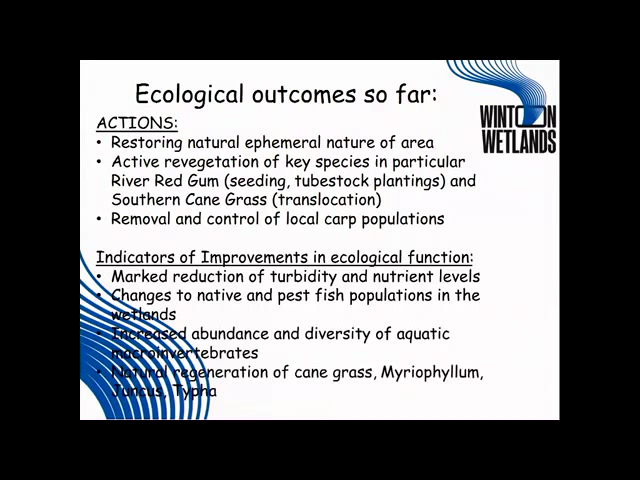 Ecological outcomes so far:
WINTON
WETLANDS
ACTIONS:
• Restoring natural ephemeral nature of area
• Active revegetation of key species in particular
River Red Gum (seeding, tubestock plantings) and
Southern Cane Grass (translocation)
• Removal and control of local carp populations
Indicators of Improvements in ecological function:
• Marked reduction of turbidity and nutrient levels
• Changes to native and pest fish populations in the
wetlands
• Increased abundance and diversity of aquatic
macroinvertebrates
• Natural regeneration of cane grass, Myriophyllum,
Juncus, Typha